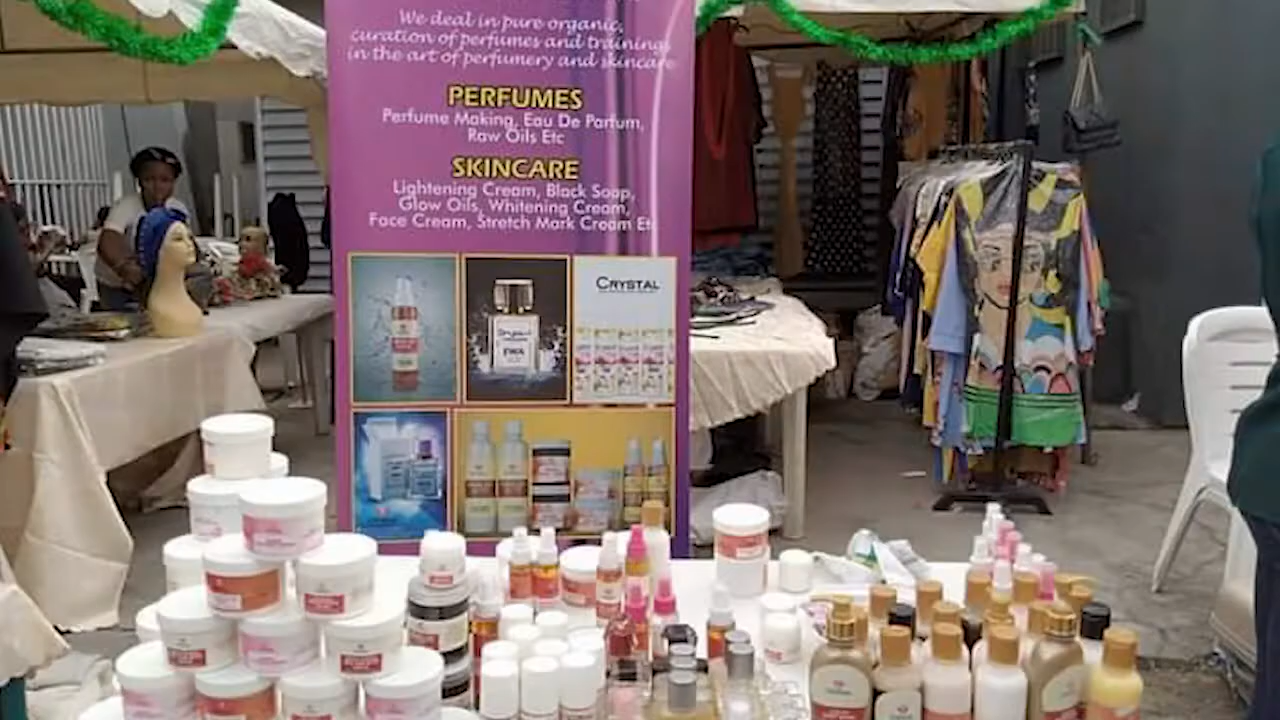 We deal in pure organic,
curation of perfumes and trainings
in the art of perfumery and skincare
PERFUMES
Perfume Making, Eau De Parfum,
Raw Oils Etc
SKINCARE
Lightening Cream, Black Soap,
Glow Oils, Whitening Cream,
Face Cream, Stretch Mark Cream Etc
CRYSTAL